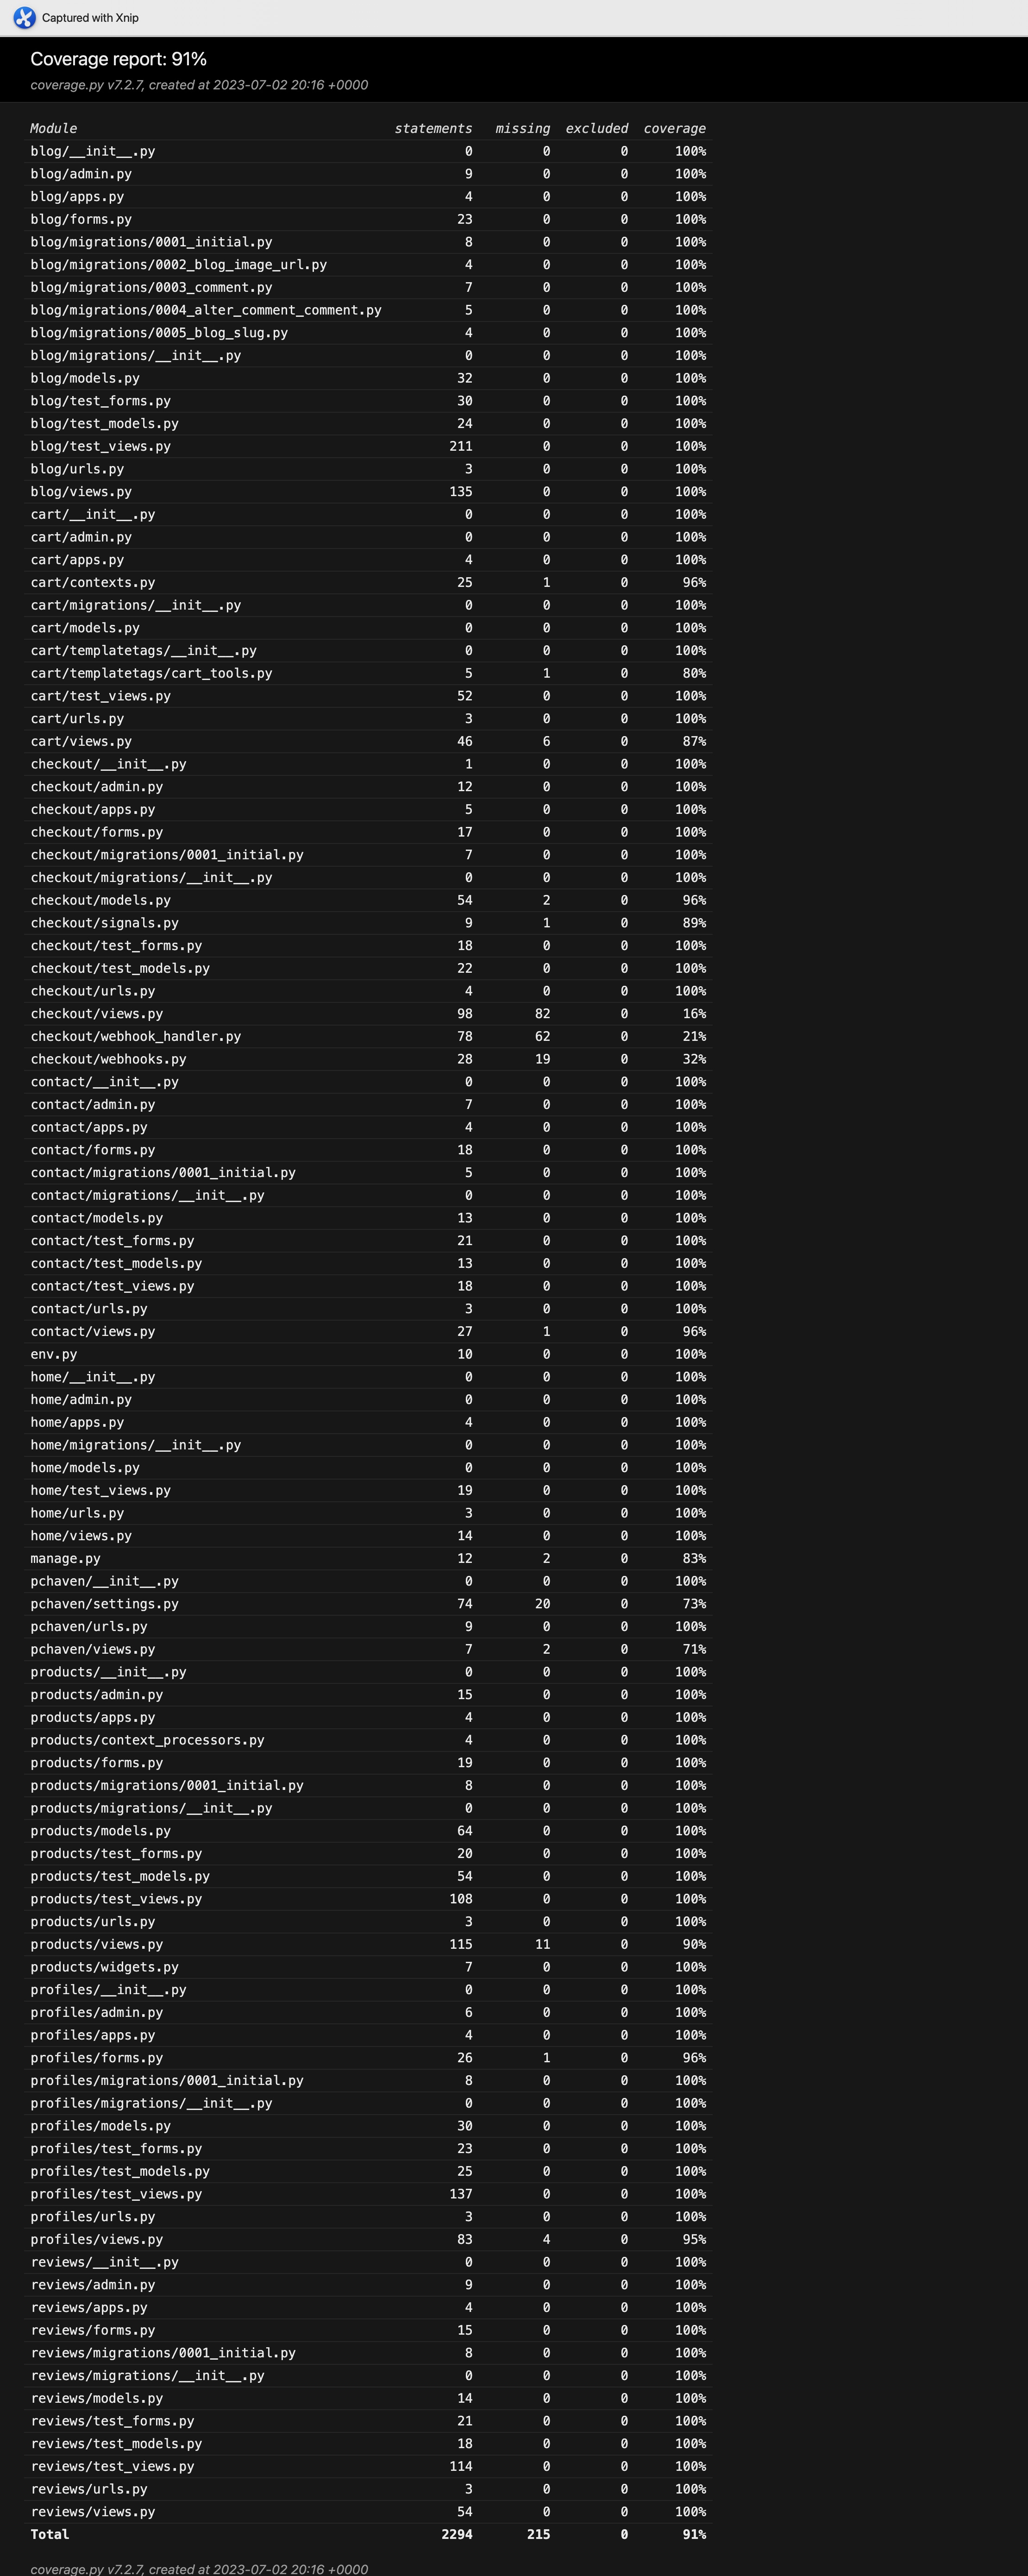 Captured with Xnip
Coverage report: 91%
coverage.py v7.2.7, created at 2023-07-02 20:16 +0000
Module statements missing excluded coverage
blog/__init__.py 0 0 0 100%
blog/admin.py 9 0 0 100%
blog/apps.py 4 0 0 100%
blog/forms.py 23 0 0 100%
blog/migrations/0001_initial.py 8 0 0 100%
blog/migrations/0002_blog_image_url.py 4 0 0 100%
blog/migrations/0003_comment.py 7 0 0 100%
blog/migrations/0004_alter_comment_comment.py 5 0 0 100%
blog/migrations/0005_blog_slug.py 4 0 0 100%
blog/migrations/__init__.py 0 0 0 100%
blog/models.py 32 0 0 100%
blog/test_forms.py 30 0 0 100%
blog/test_models.py 24 0 0 100%
blog/test_views.py 211 0 0 100%
blog/urls.py 3 0 0 100%
blog/views.py 135 0 0 100%
cart/__init__.py 0 0 0 100%
cart/admin.py 0 0 0 100%
cart/apps.py 4 0 0 100%
cart/contexts.py 25 1 0 96%
cart/migrations/__init__.py 0 0 0 100%
cart/models.py 0 0 0 100%
cart/templatetags/__init__.py 0 0 0 100%
cart/templatetags/cart_tools.py 5 1 0 80%
cart/test_views.py 52 0 0 100%
cart/urls.py 3 0 0 100%
cart/views.py 46 6 0 87%
checkout/__init__.py 1 0 0 100%
checkout/admin.py 12 0 0 100%
checkout/apps.py 5 0 0 100%
checkout/forms.py 17 0 0 100%
checkout/migrations/0001_initial.py 7 0 0 100%
checkout/migrations/__init__.py 0 0 0 100%
checkout/models.py 54 2 0 96%
checkout/signals.py 9 1 0 89%
checkout/test_forms.py 18 0 0 100%
checkout/test_models.py 22 0 0 100%
checkout/urls.py 4 0 0 100%
checkout/views.py 98 82 0 16%
checkout/webhook_handler.py 78 62 0 21%
checkout/webhooks.py 28 19 0 32%
contact/__init__.py 0 0 0 100%
contact/admin.py 7 0 0 100%
contact/apps.py 4 0 0 100%
contact/forms.py 18 0 0 100%
contact/migrations/0001_initial.py 5 0 0 100%
contact/migrations/__init__.py 0 0 0 100%
contact/models.py 13 0 0 100%
contact/test_forms.py 21 0 0 100%
contact/test_models.py 13 0 0 100%
contact/test_views.py 18 0 0 100%
contact/urls.py 3 0 0 100%
contact/views.py 27 1 0 96%
env.py 10 0 0 100%
home/__init__.py 0 0 0 100%
home/admin.py 0 0 0 100%
home/apps.py 4 0 0 100%
home/migrations/__init__.py 0 0 0 100%
home/models.py 0 0 0 100%
home/test_views.py 19 0 0 100%
home/urls.py 3 0 0 100%
home/views.py 14 0 0 100%
manage.py 12 2 0 83%
pchaven/__init__.py 0 0 0 100%
pchaven/settings.py 74 20 0 73%
pchaven/urls.py 9 0 0 100%
pchaven/views.py 7 2 0 71%
products/__init__.py 0 0 0 100%
products/admin.py 15 0 0 100%
products/apps.py 4 0 0 100%
products/context_processors.py 4 0 0 100%
products/forms.py 19 0 0 100%
products/migrations/0001_initial.py 8 0 0 100%
products/migrations/__init__.py 0 0 0 100%
products/models.py 64 0 0 100%
products/test_forms.py 20 0 0 100%
products/test_models.py 54 0 0 100%
products/test_views.py 108 0 0 100%
products/urls.py 3 0 0 100%
products/views.py 115 11 0 90%
products/widgets.py 7 0 0 100%
profiles/__init__.py 0 0 0 100%
profiles/admin.py 6 0 0 100%
profiles/apps.py 4 0 0 100%
profiles/forms.py 26 1 0 96%
profiles/migrations/0001_initial.py 8 0 0 100%
profiles/migrations/__init__.py 0 0 0 100%
profiles/models.py 30 0 0 100%
profiles/test_forms.py 23 0 0 100%
profiles/test_models.py 25 0 0 100%
profiles/test_views.py 137 0 0 100%
profiles/urls.py 3 0 0 100%
profiles/views.py 83 4 0 95%
reviews/__init__.py 0 0 0 100%
reviews/admin.py 9 0 0 100%
reviews/apps.py 4 0 0 100%
reviews/forms.py 15 0 0 100%
reviews/migrations/0001_initial.py 8 0 0 100%
reviews/migrations/__init__.py 0 0 0 100%
reviews/models.py 14 0 0 100%
reviews/test_forms.py 21 0 0 100%
reviews/test_models.py 18 0 0 100%
reviews/test_views.py 114 0 0 100%
reviews/urls.py 3 0 0 100%
reviews/views.py 54 0 0 100%
Total 2294 215 0 91%
coverage.py v7.2.7, created at 2023-07-02 20:16 +0000